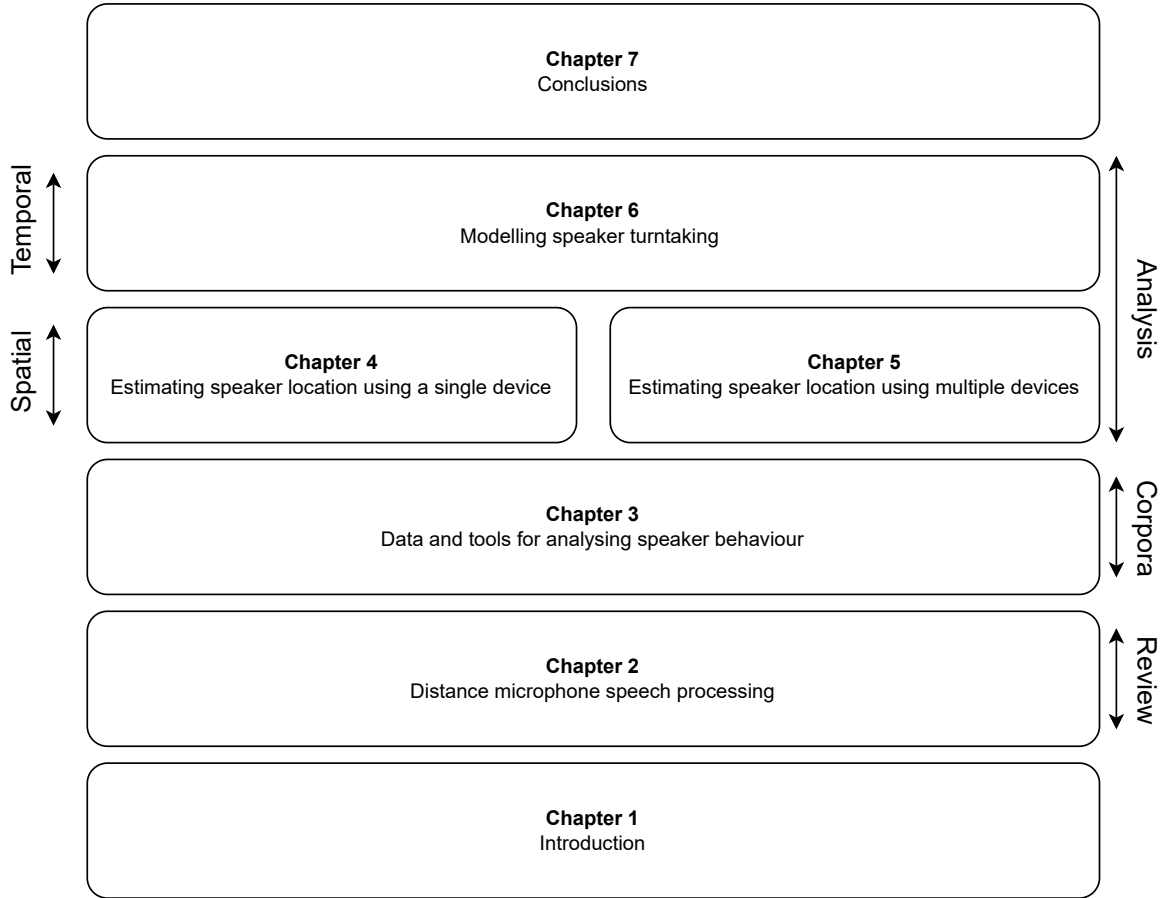 Chapter 7
Conclusions
Temporal
Chapter 6
Modelling speaker turntaking
Analysis
Spatial
Chapter 4
Estimating speaker location using a single device
Chapter 5
Estimating speaker location using multiple devices
Chapter 3
Data and tools for analysing speaker behaviour
Corpora
Chapter 2
Distance microphone speech processing
Review
Chapter 1
Introduction